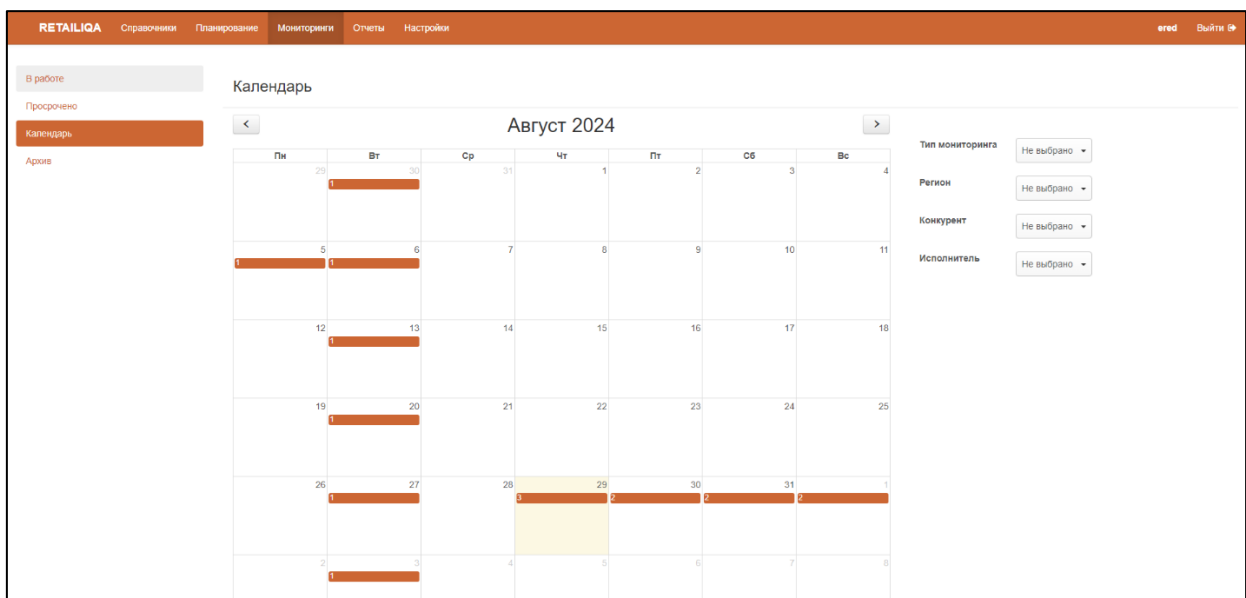 RETAILIQA Справочники Планирование Мониторинги Отчеты Настройки ered Выйти
В работе
Просрочено
Календарь
Архив
Календарь
Август 2024
Пн Вт Ср Чт Пт Сб Вс
29 30 31 1 2 3 4
1
5 6 7 8 9 10 11
1 1
12 13 14 15 16 17 18
1
19 20 21 22 23 24 25
1
26 27 28 29 30 31 1
1 3 2 2 2
2 3 4 5 6 7 8
1
Тип мониторинга Не выбрано
Регион Не выбрано
Конкурент Не выбрано
Исполнитель Не выбрано